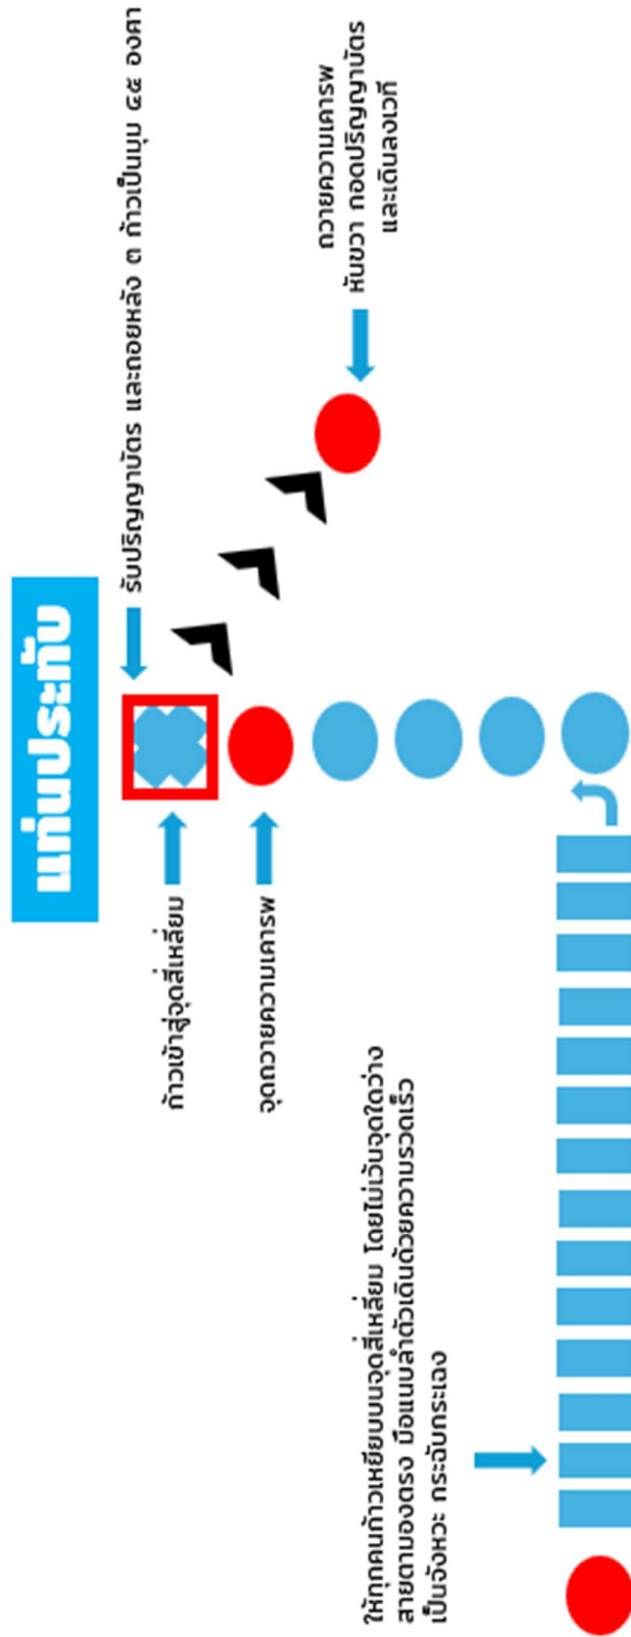 แท่นประทับ
รับปริญญาบัตร และถอยหลัง ๓ ก้าวเป็นมุม ๔๕ องศา
ก้าวเข้าสู่จุดสี่เหลี่ยม
จุดถวายความเคารพ
ถวายความเคารพ
หันขวา กองปริญญาบัตร
และเดินลงเวที
ให้ทุกคนก้าวเหยียบบนจุดสี่เหลี่ยม โดยไม่เว้นจุดใดว่าง
สายตามองตรง มือแนบลำตัวเดินด้วยความรวดเร็ว
เป็นจังหวะ กระฉับกระเฉง